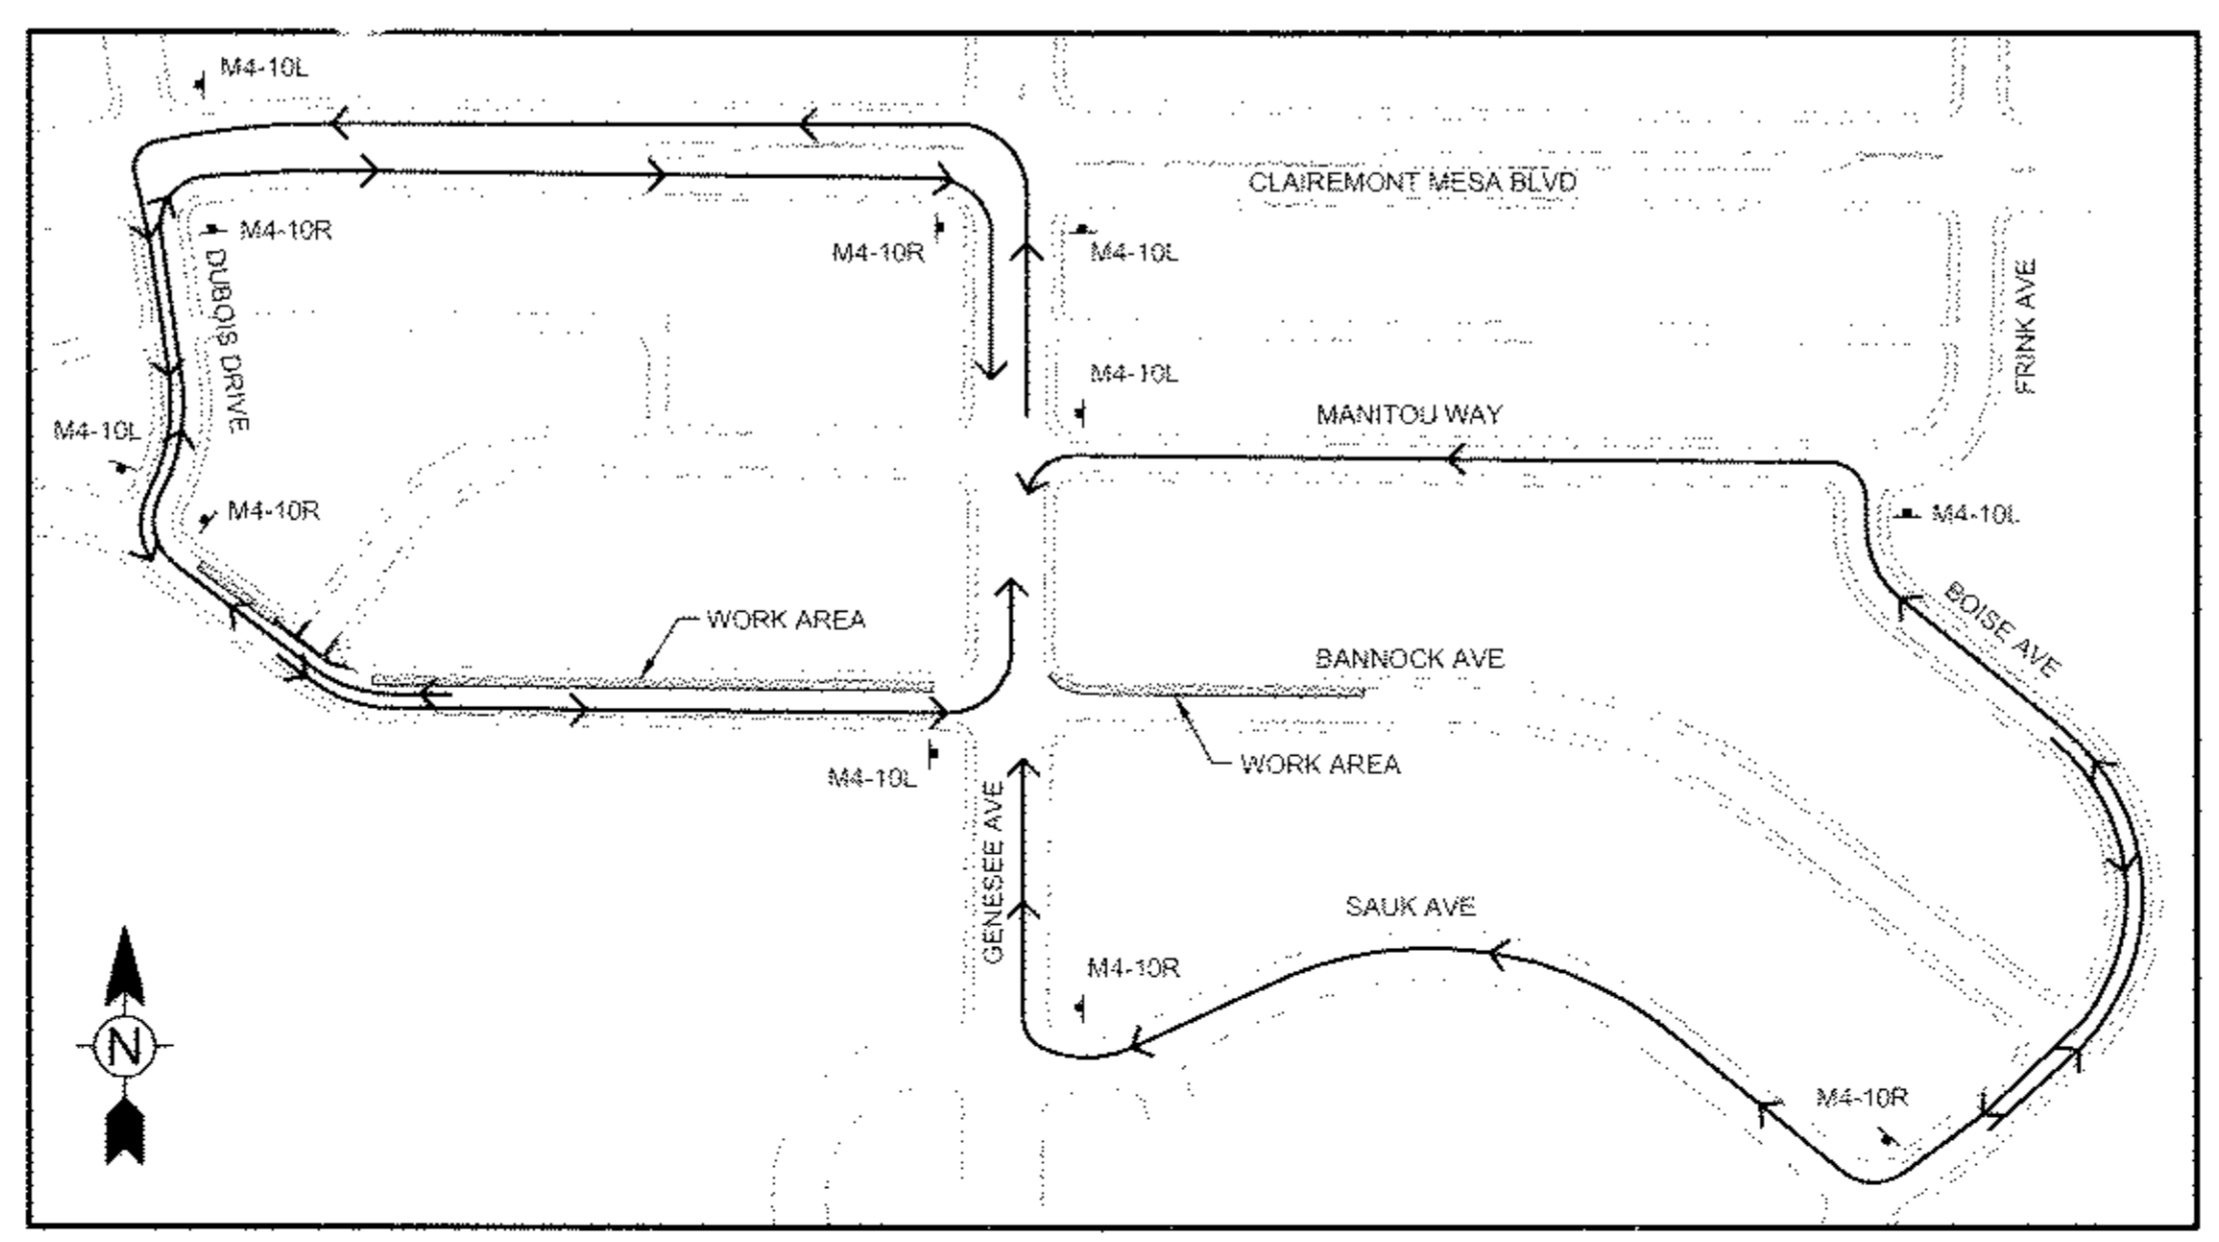 M4-10L
CLAIREMONT MESA BLVD
M4-10R
M4-10R
M4-10L
DUBOIS DRIVE
FRINK AVE
M4-10L
MANITOU WAY
M4-10L
M4-10R
M4-10L
BOISE AVE
WORK AREA
BANNOCK AVE
WORK AREA
M4-10L
GENESEE AVE
SAUK AVE
M4-10R
N
M4-10R